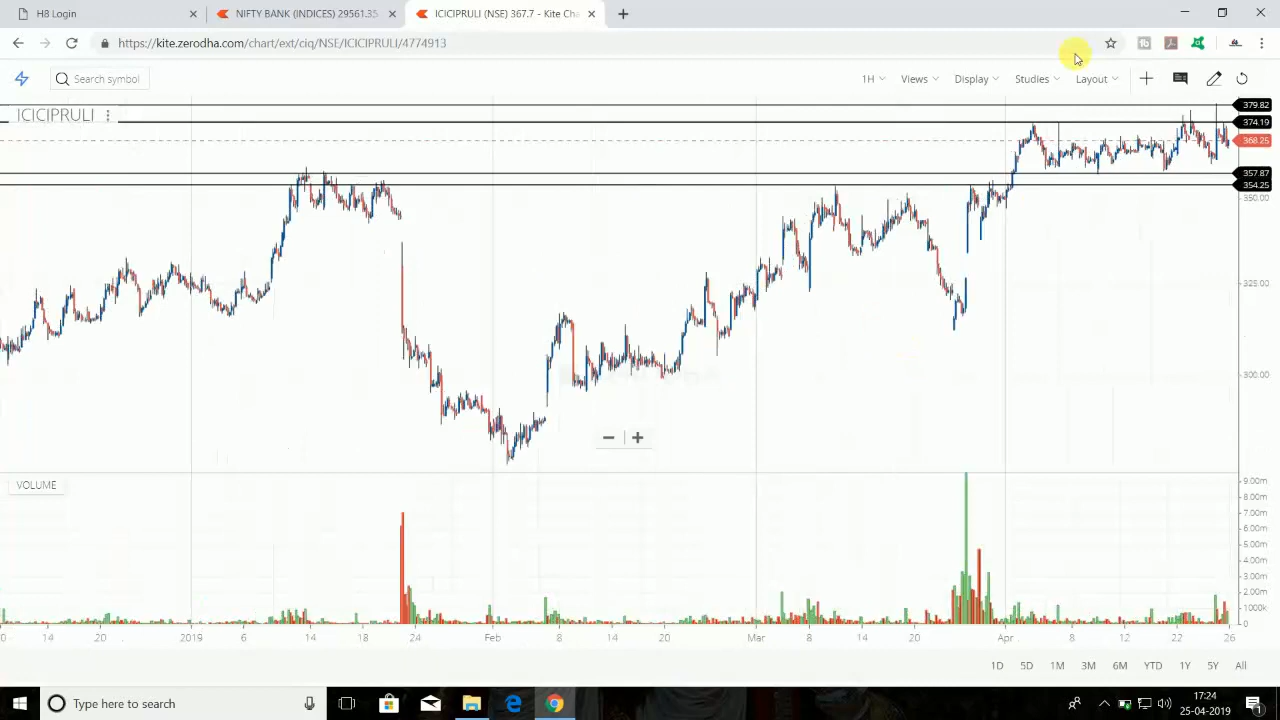 H8 Login
NIFTY BANK (INDICES) 29561.35
ICICIPRULI (NSE) 367.7 - Kite Cha
https://kite.zerodha.com/chart/ext/ciq/NSE/ICICIPRULI/4774913
Search symbol
1H
Views
Display
Studies
Layout
ICICIPRULI
379.82
374.19
368.25
357.87
354.25
350.00
325.00
300.00
VOLUME
9.00m
8.00m
7.00m
6.00m
5.00m
4.00m
3.00m
2.00m
1000k
0
0 14 20 2019 6 14 18 24 Feb 8 14 20 Mar 8 14 20 Apr 8 12 22 26
1D 5D 1M 3M 6M YTD 1Y 5Y All
Type here to search
17:24
25-04-2019
1